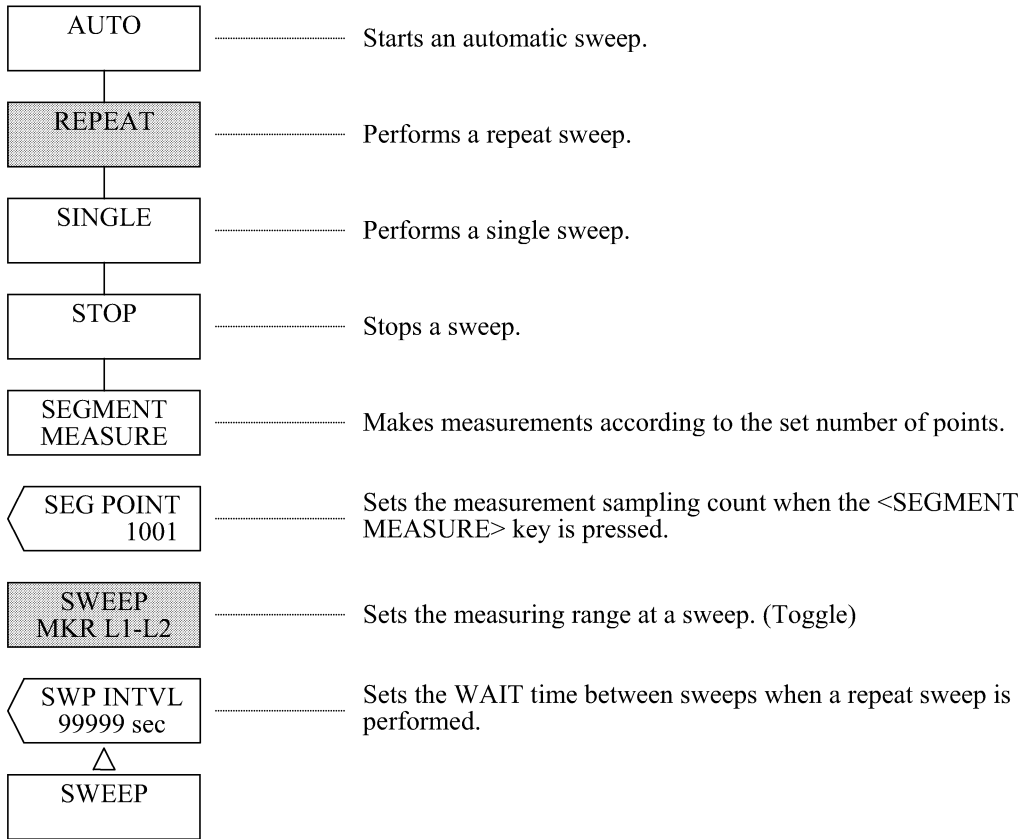 AUTO
Starts an automatic sweep.
REPEAT
Performs a repeat sweep.
SINGLE
Performs a single sweep.
STOP
Stops a sweep.
SEGMENT
MEASURE
Makes measurements according to the set number of points.
SEG POINT
1001
Sets the measurement sampling count when the <SEGMENT
MEASURE> key is pressed.
SWEEP
MKR L1-L2
Sets the measuring range at a sweep. (Toggle)
SWP INTVL
99999 sec
Sets the WAIT time between sweeps when a repeat sweep is
performed.
SWEEP